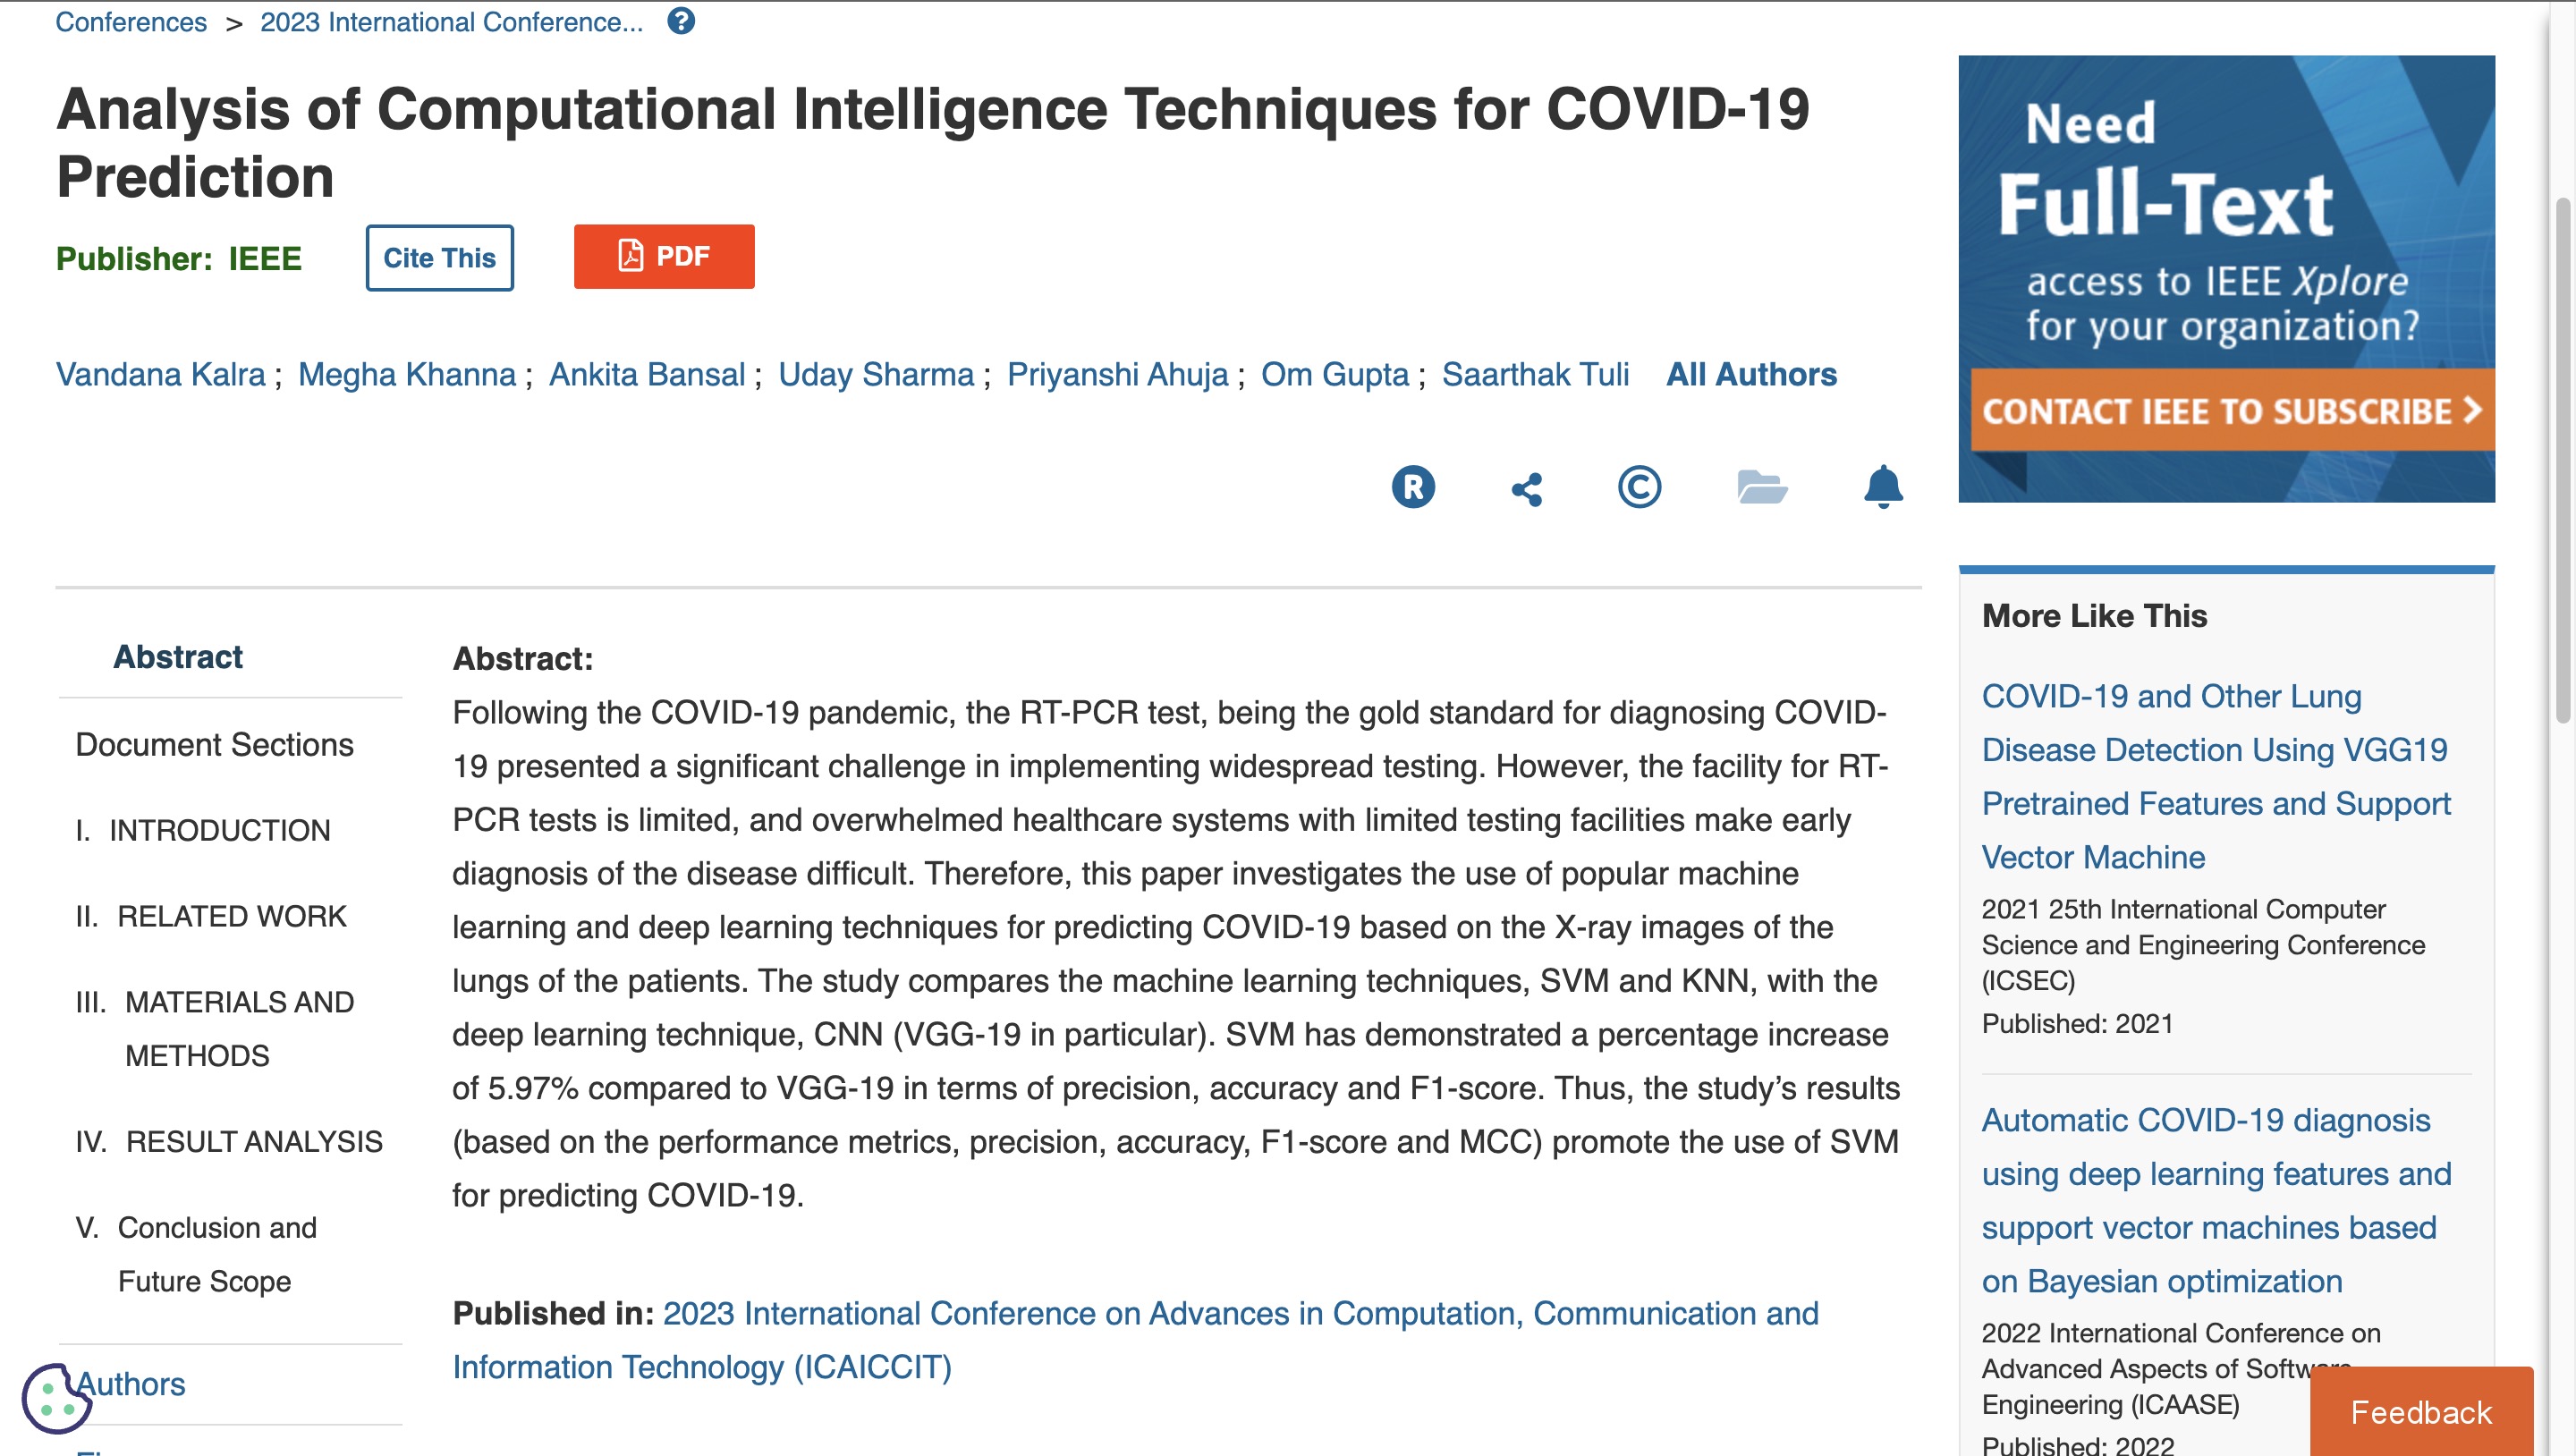 Conferences > 2023 International Conference... ?
Analysis of Computational Intelligence Techniques for COVID-19
Prediction
Publisher: IEEE
Cite This
PDF
Vandana Kalra ; Megha Khanna ; Ankita Bansal ; Uday Sharma ; Priyanshi Ahuja ; Om Gupta ; Saarthak Tuli All Authors
R
©
Abstract
Document Sections
I. INTRODUCTION
II. RELATED WORK
III. MATERIALS AND
METHODS
IV. RESULT ANALYSIS
V. Conclusion and
Future Scope
Authors
Abstract:
Following the COVID-19 pandemic, the RT-PCR test, being the gold standard for diagnosing COVID-
19 presented a significant challenge in implementing widespread testing. However, the facility for RT-
PCR tests is limited, and overwhelmed healthcare systems with limited testing facilities make early
diagnosis of the disease difficult. Therefore, this paper investigates the use of popular machine
learning and deep learning techniques for predicting COVID-19 based on the X-ray images of the
lungs of the patients. The study compares the machine learning techniques, SVM and KNN, with the
deep learning technique, CNN (VGG-19 in particular). SVM has demonstrated a percentage increase
of 5.97% compared to VGG-19 in terms of precision, accuracy and F1-score. Thus, the study’s results
(based on the performance metrics, precision, accuracy, F1-score and MCC) promote the use of SVM
for predicting COVID-19.
Published in: 2023 International Conference on Advances in Computation, Communication and
Information Technology (ICAICCIT)
Need
Full-Text
access to IEEE Xplore
for your organization?
CONTACT IEEE TO SUBSCRIBE >
More Like This
COVID-19 and Other Lung
Disease Detection Using VGG19
Pretrained Features and Support
Vector Machine
2021 25th International Computer
Science and Engineering Conference
(ICSEC)
Published: 2021
Automatic COVID-19 diagnosis
using deep learning features and
support vector machines based
on Bayesian optimization
2022 International Conference on
Advanced Aspects of Software
Engineering (ICAASE)
Published: 2022
Feedback